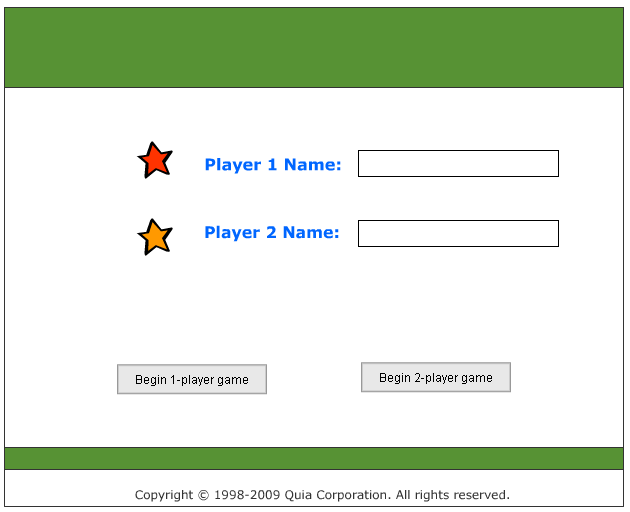 Player 1 Name:
Player 2 Name:
Begin 1-player game
Begin 2-player game
Copyright © 1998-2009 Quia Corporation. All rights reserved.